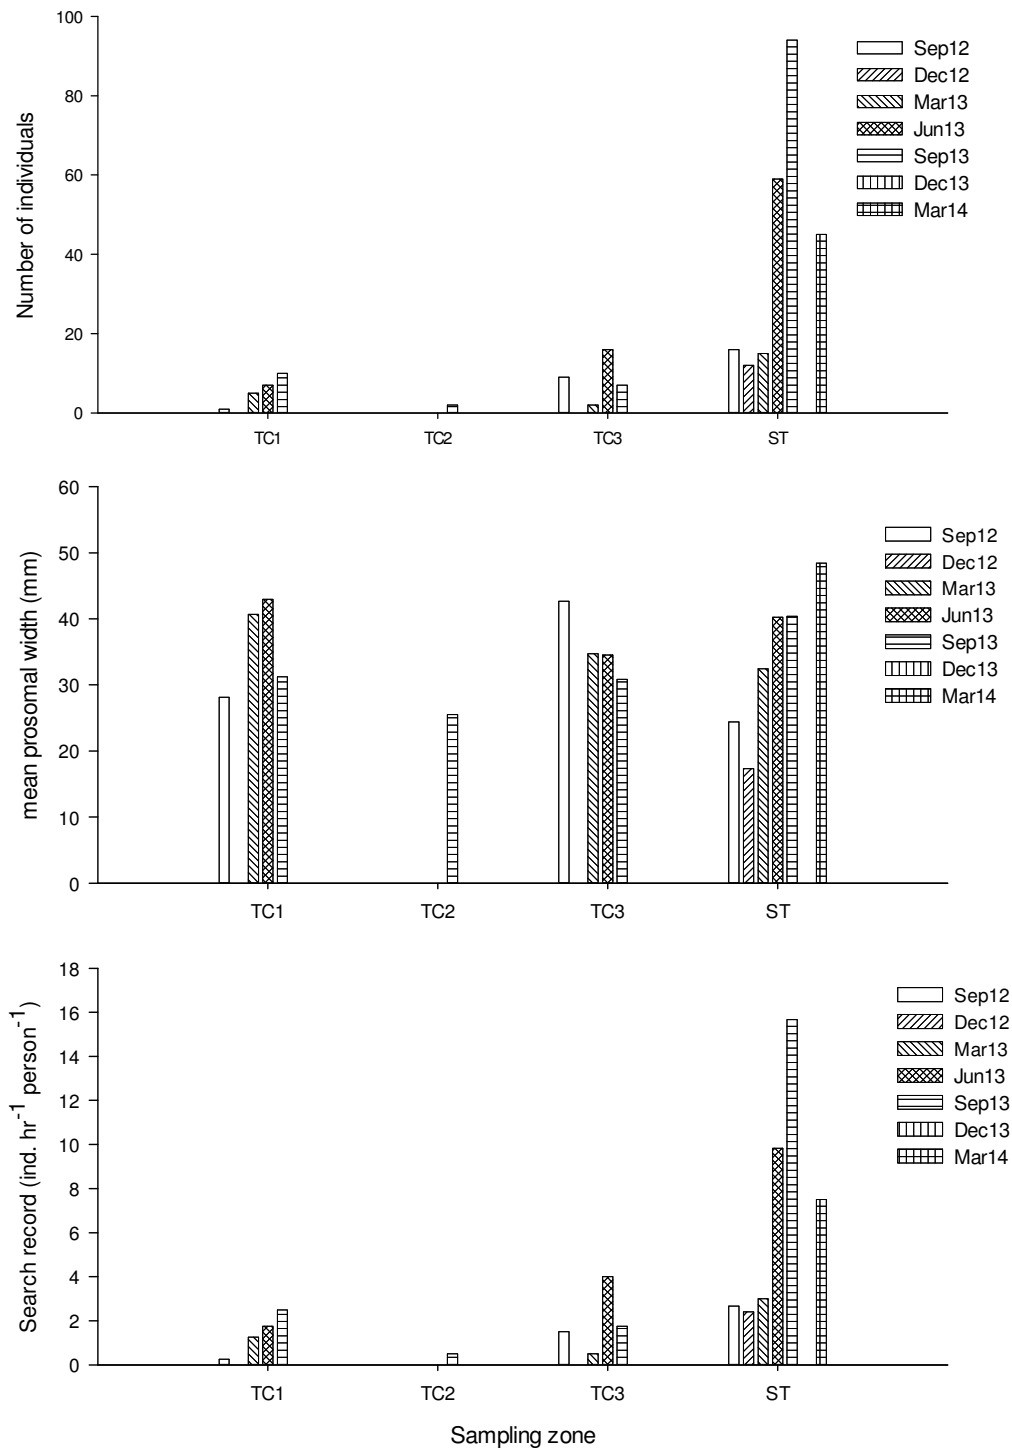 Number of individuals
100
80
60
40
20
0
TC1 TC2 TC3 ST
Sep12
Dec12
Mar13
Jun13
Sep13
Dec13
Mar14
mean prosomal width (mm)
60
50
40
30
20
10
0
TC1 TC2 TC3 ST
Sep12
Dec12
Mar13
Jun13
Sep13
Dec13
Mar14
Search record (ind. hr⁻¹ person⁻¹)
18
16
14
12
10
8
6
4
2
0
TC1 TC2 TC3 ST
Sep12
Dec12
Mar13
Jun13
Sep13
Dec13
Mar14
Sampling zone